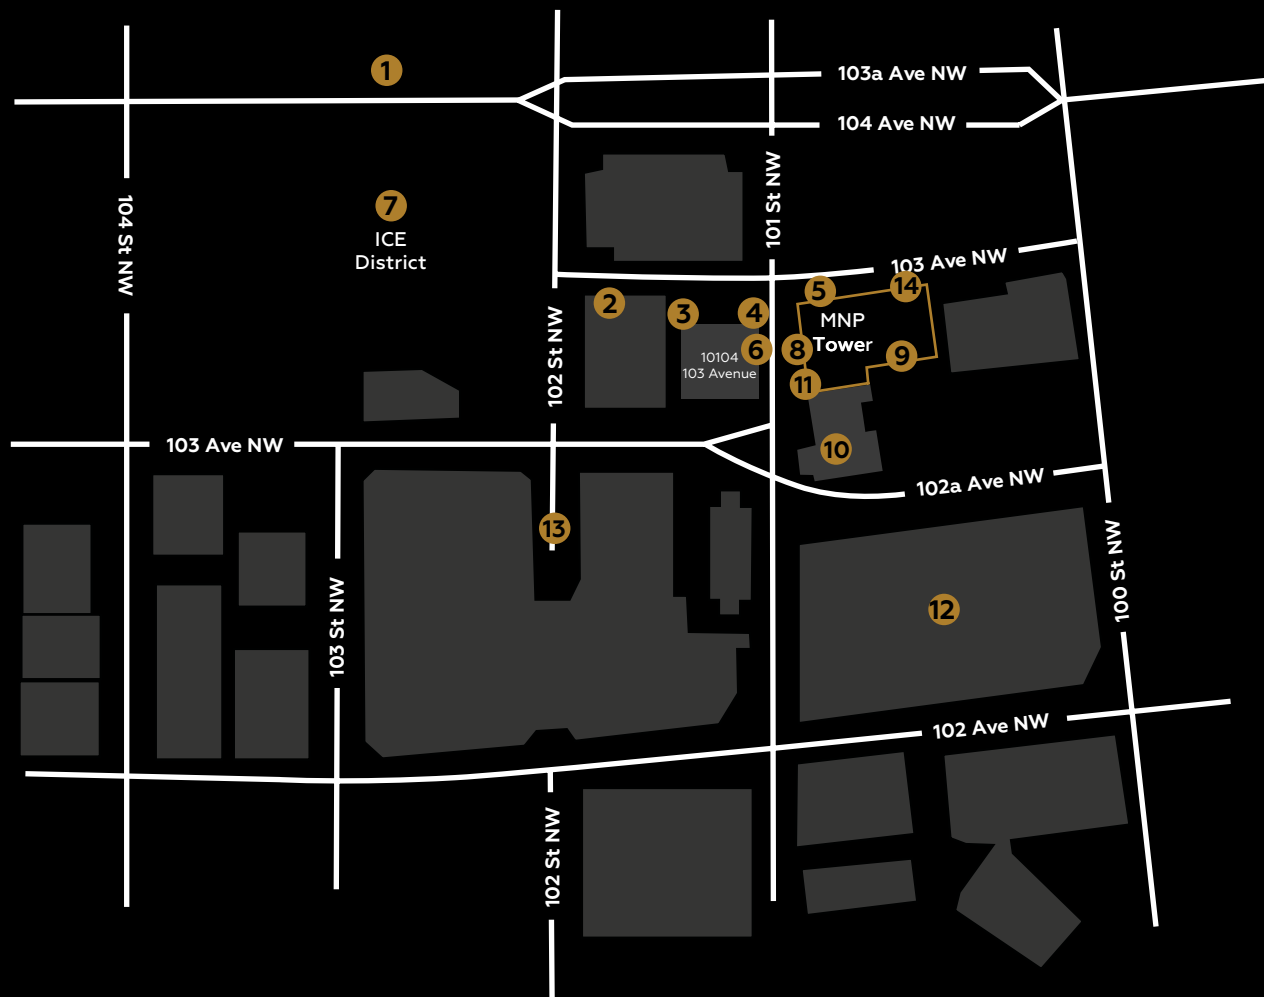 1
103a Ave NW
104 Ave NW
104 St NW
7
ICE
District
101 St NW
103 Ave NW
14
5
2
3
4
MNP
Tower
102 St NW
10104
103 Avenue
6
8
9
11
103 Ave NW
10
102a Ave NW
13
100 St NW
103 St NW
12
102 Ave NW
102 St NW